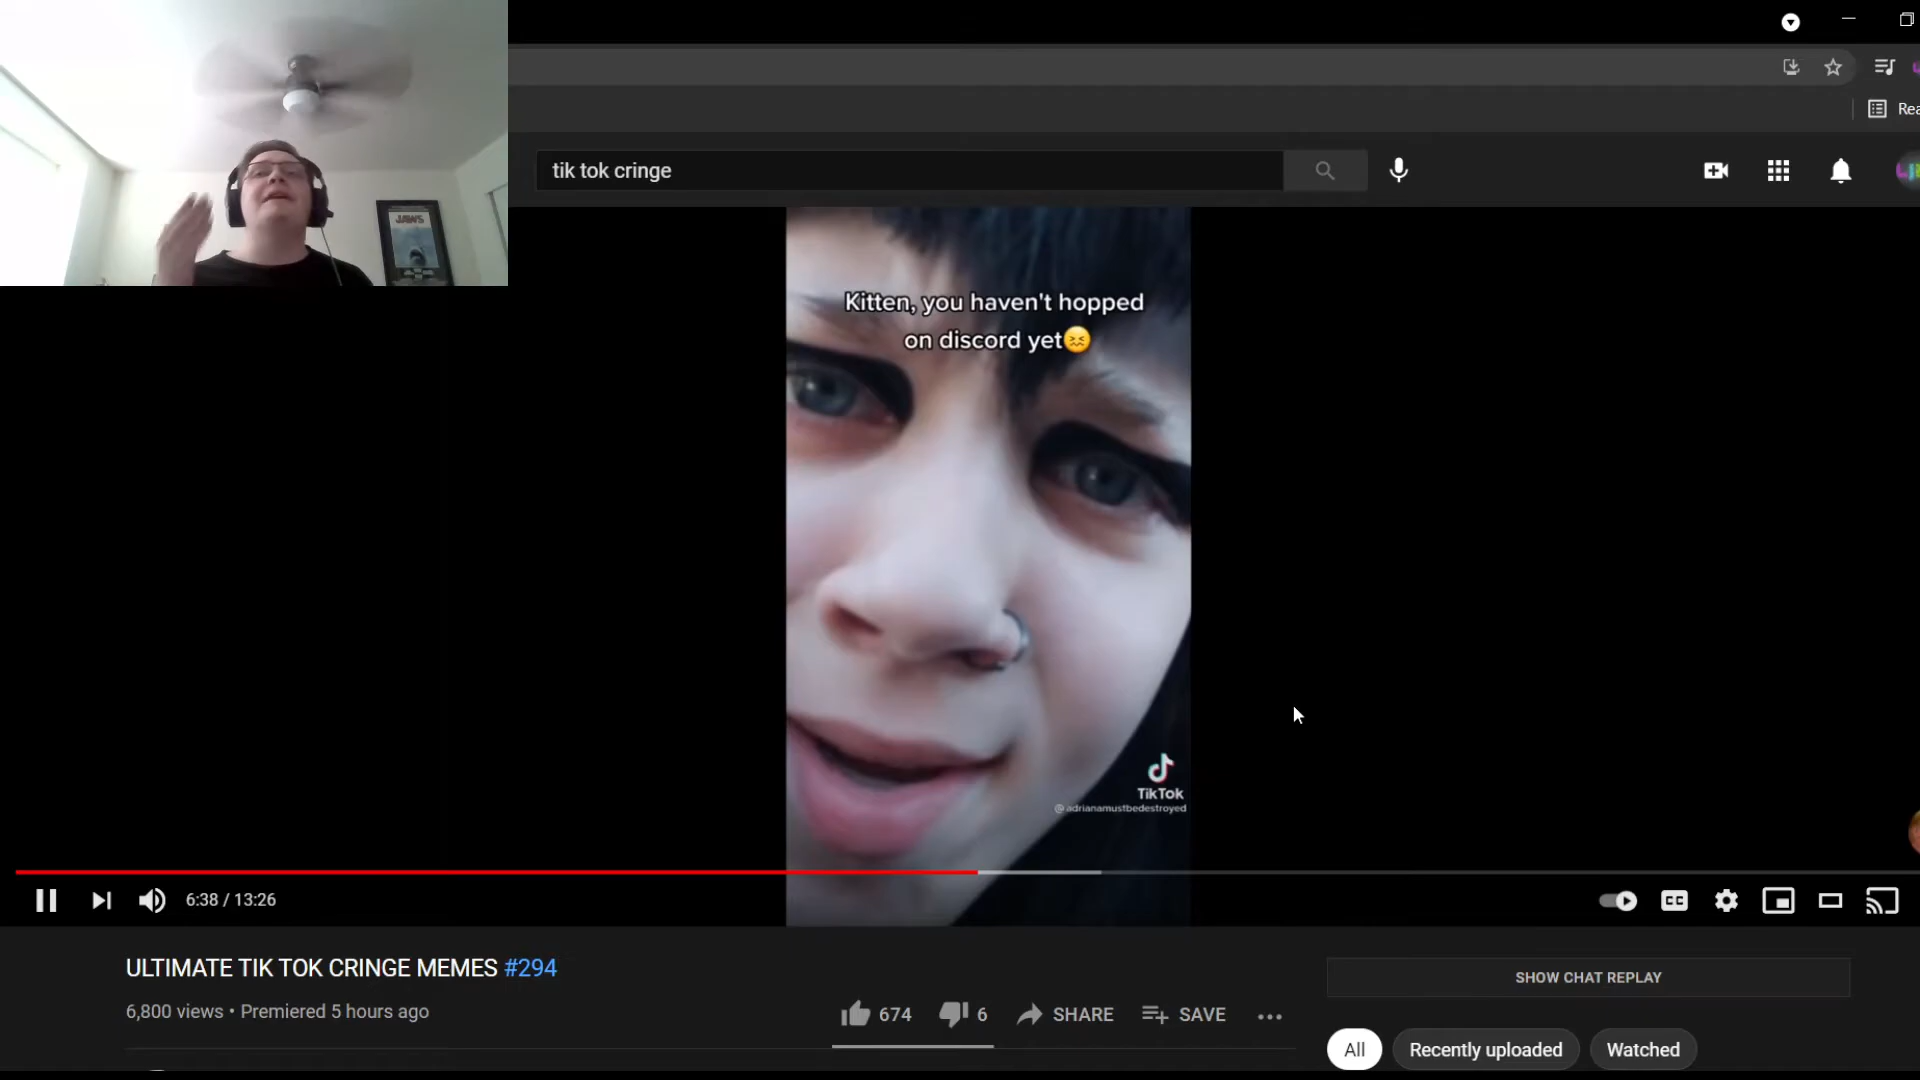 Rea
tik tok cringe
JAWS
Kitten, you haven't hopped
on discord yet😖
TikTok
@adrianamustbedestroyed
6:38 / 13:26
CC
ULTIMATE TIK TOK CRINGE MEMES #294
6,800 views • Premiered 5 hours ago
674
6
SHARE
SAVE
SHOW CHAT REPLAY
All
Recently uploaded
Watched